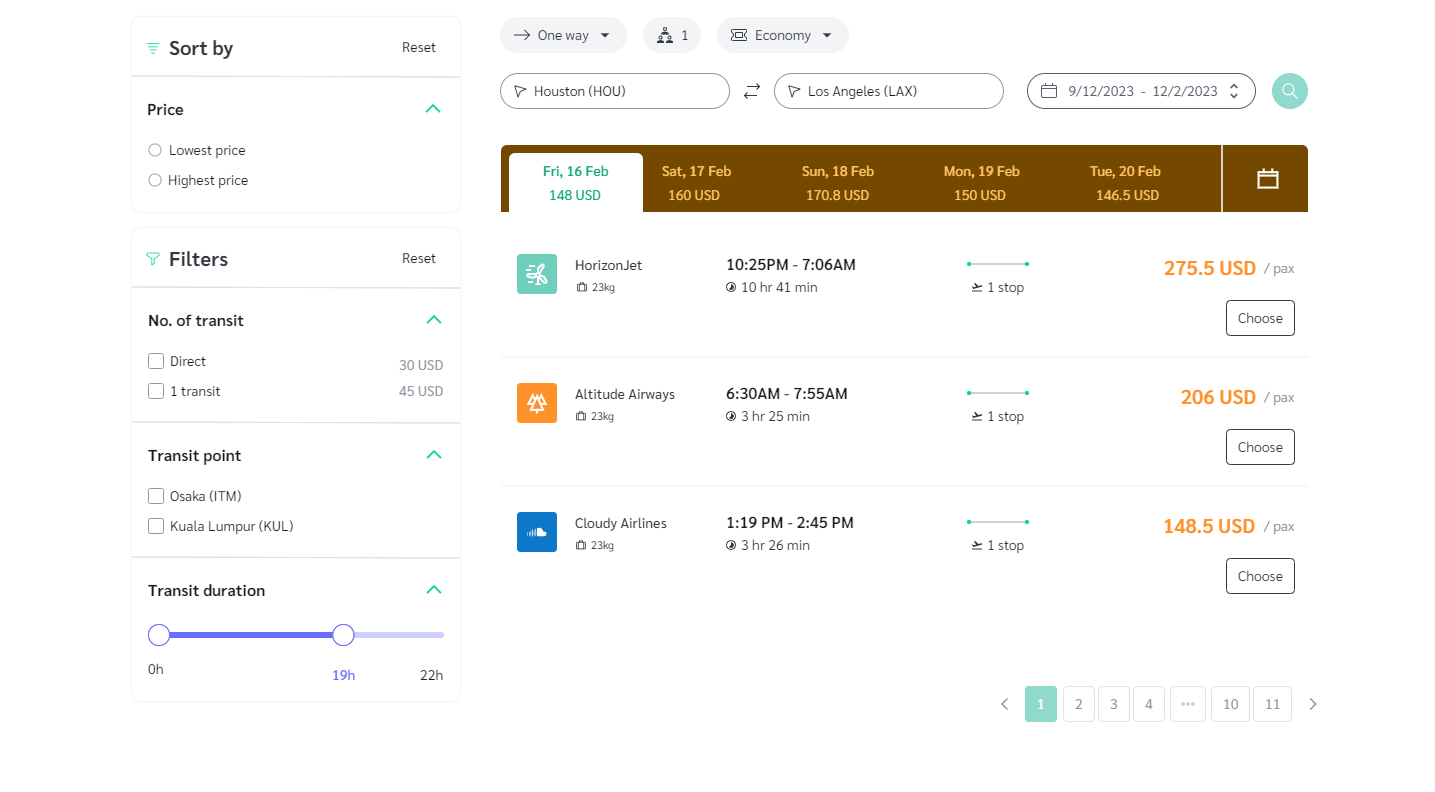 Sort by
Reset
Price
Lowest price
Highest price
Filters
Reset
No. of transit
Direct
30 USD
1 transit
45 USD
Transit point
Osaka (ITM)
Kuala Lumpur (KUL)
Transit duration
0h
19h
22h
One way
1
Economy
Houston (HOU)
Los Angeles (LAX)
9/12/2023 - 12/2/2023
Fri, 16 Feb
148 USD
Sat, 17 Feb
160 USD
Sun, 18 Feb
170.8 USD
Mon, 19 Feb
150 USD
Tue, 20 Feb
146.5 USD
HorizonJet
23kg
10:25PM - 7:06AM
10 hr 41 min
1 stop
275.5 USD / pax
Choose
Altitude Airways
23kg
6:30AM - 7:55AM
3 hr 25 min
1 stop
206 USD / pax
Choose
Cloudy Airlines
23kg
1:19 PM - 2:45 PM
3 hr 26 min
1 stop
148.5 USD / pax
Choose
1 2 3 4 ••• 10 11